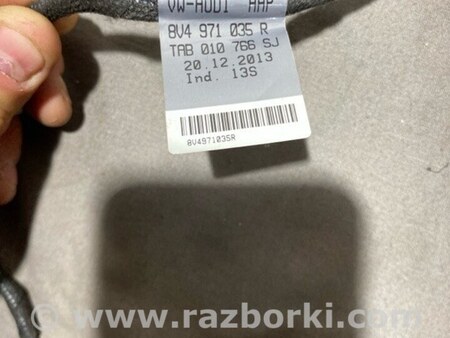 VW-AUDI AAP
8V4 971 035 R
TAB 010 766 SJ
20.12.2013
Ind. 13S
8V4971035R
© www.razborki.com